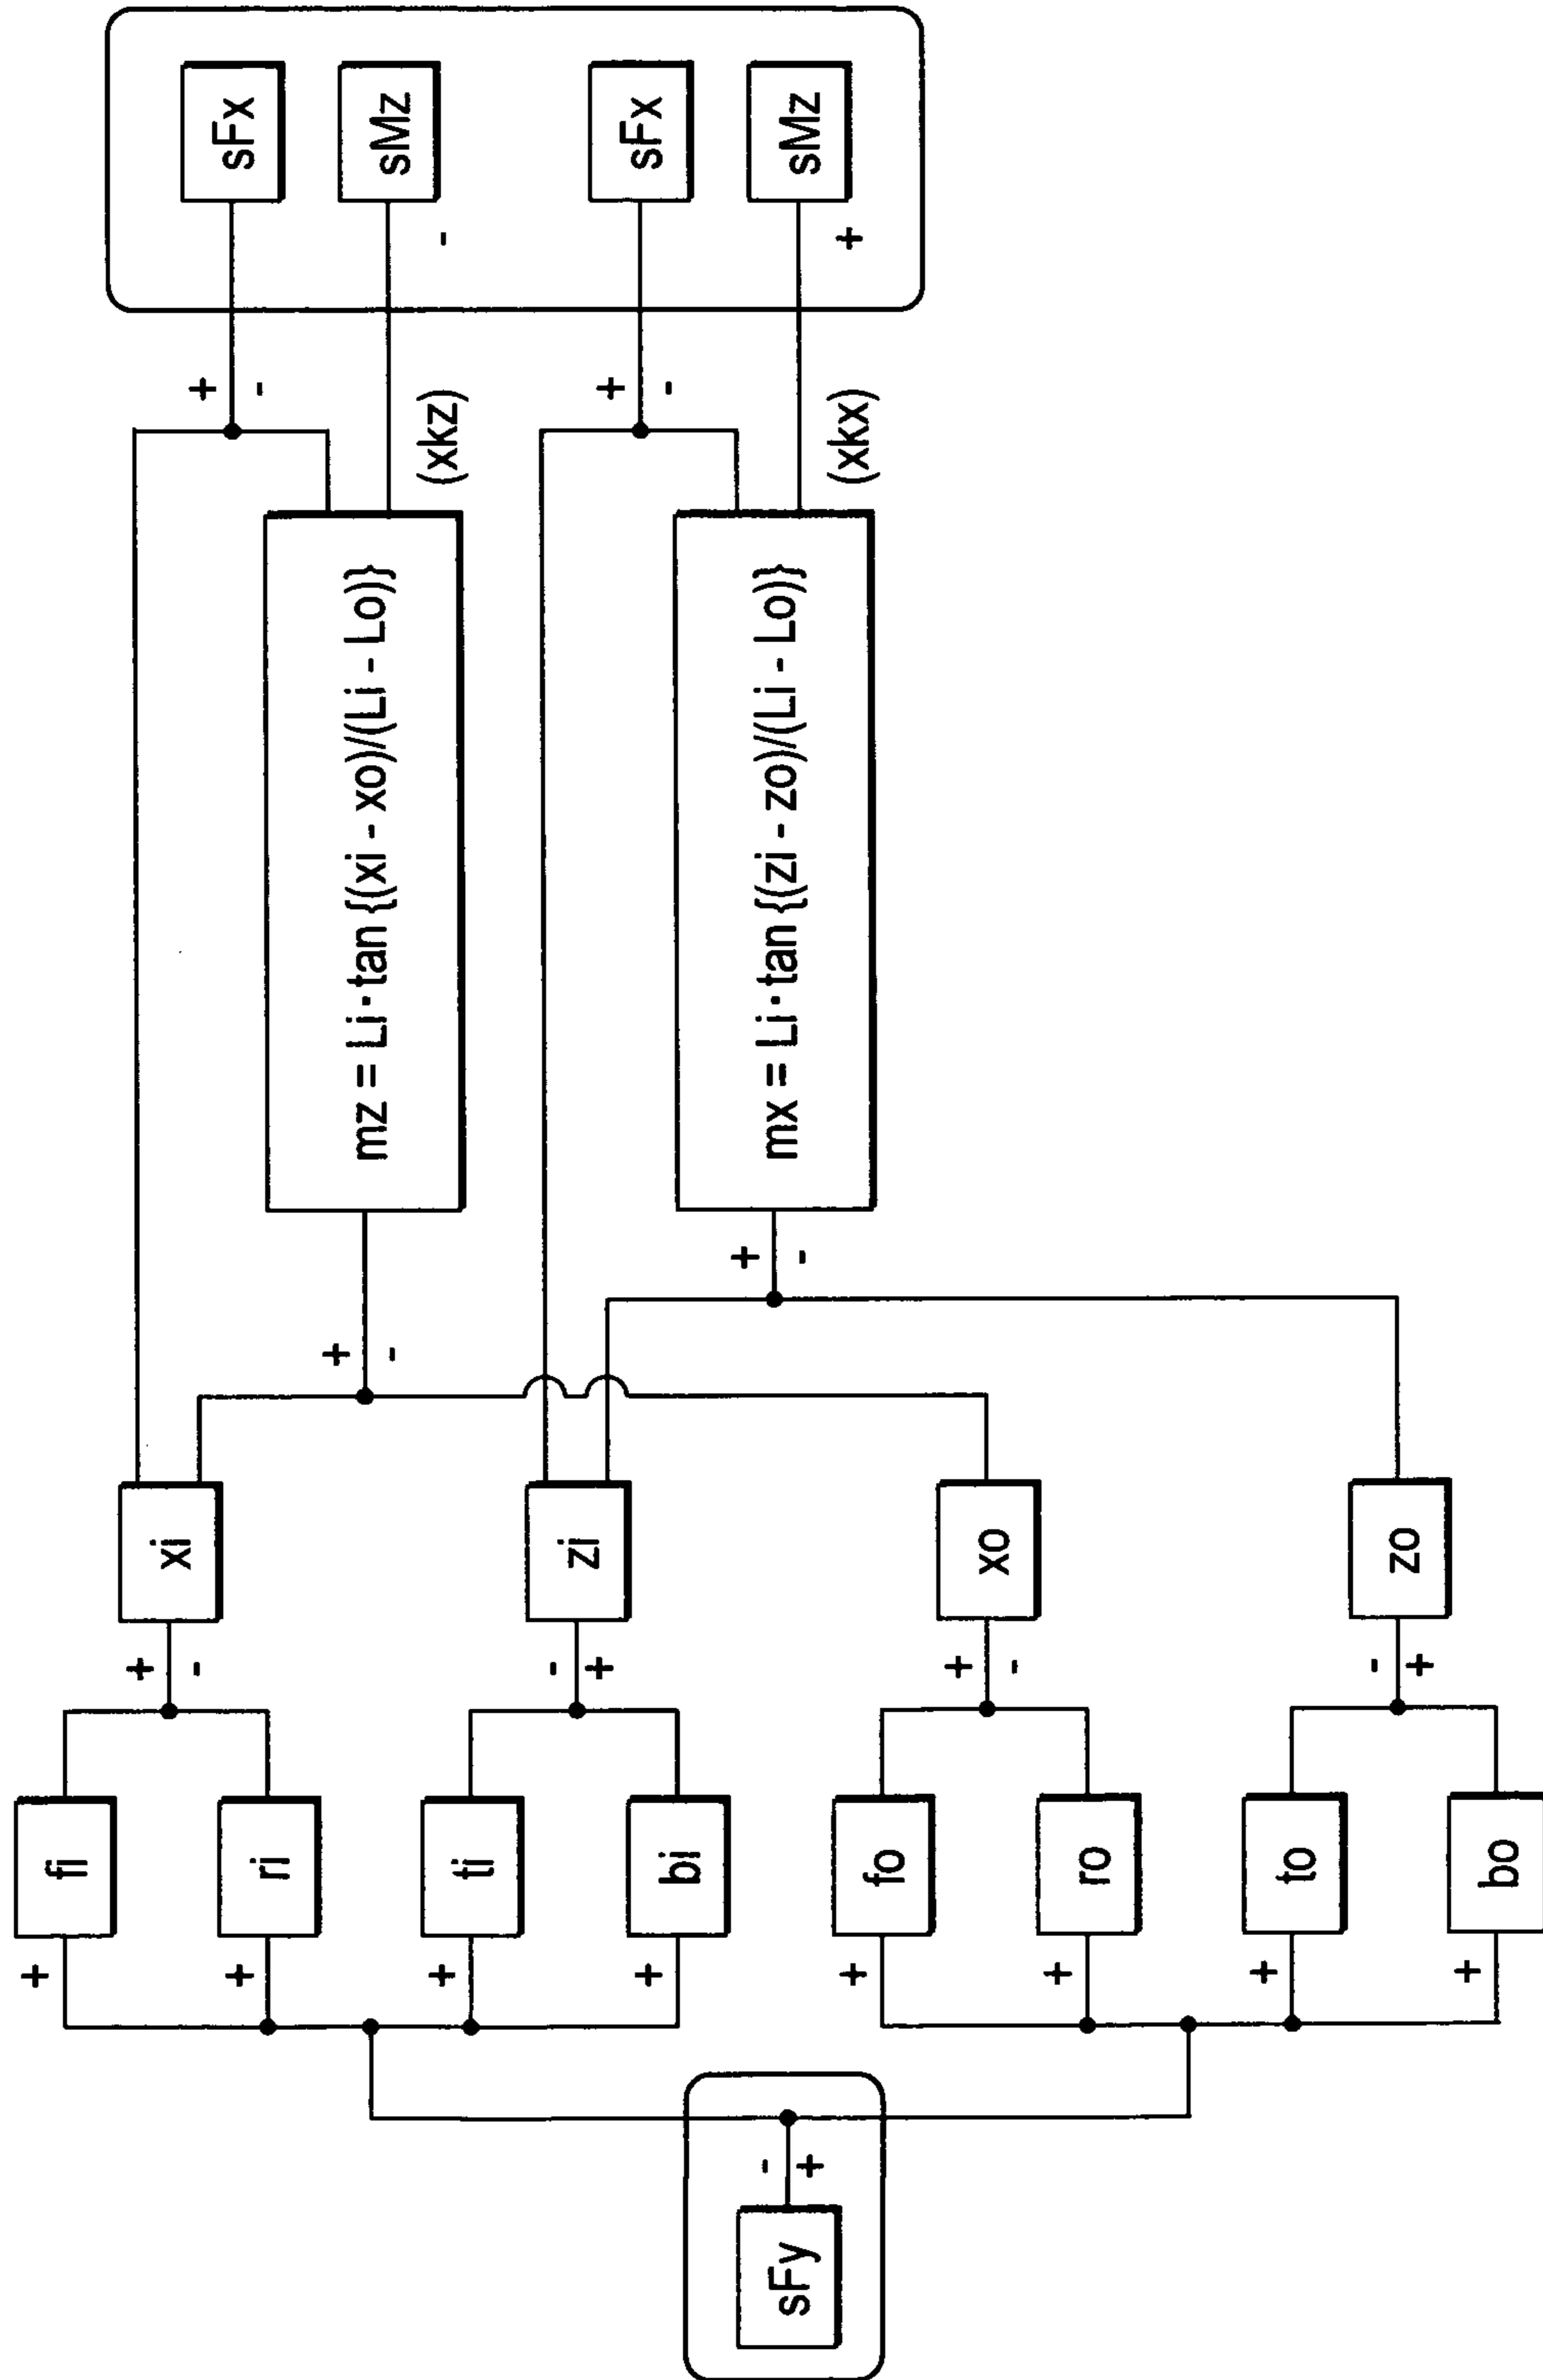 +
fi
+
xi
-
+
sFx
-
+
ri
+
-
mz = Li·tan {(xi - xo)/(Li - Lo)}
sMz
(xkz)
-
+
ti
-
zi
+
+
sFx
-
+
bi
sFy
-
+
+
-
mx = Li·tan {(zi - zo)/(Li - Lo)}
sMz
(xkx)
+
+
fo
+
xo
-
+
ro
+
to
-
zo
+
+
bo